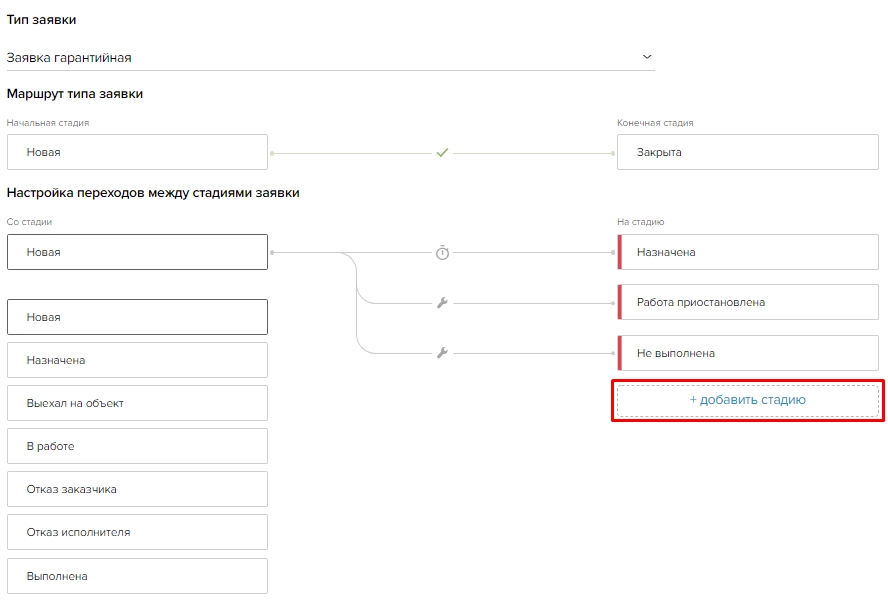 Тип заявки
Заявка гарантийная
Маршрут типа заявки
Начальная стадия
Конечная стадия
Новая
Закрыта
Настройка переходов между стадиями заявки
Со стадии
На стадию
Новая
Назначена
Работа приостановлена
Не выполнена
+ добавить стадию
Новая
Назначена
Выехал на объект
В работе
Отказ заказчика
Отказ исполнителя
Выполнена